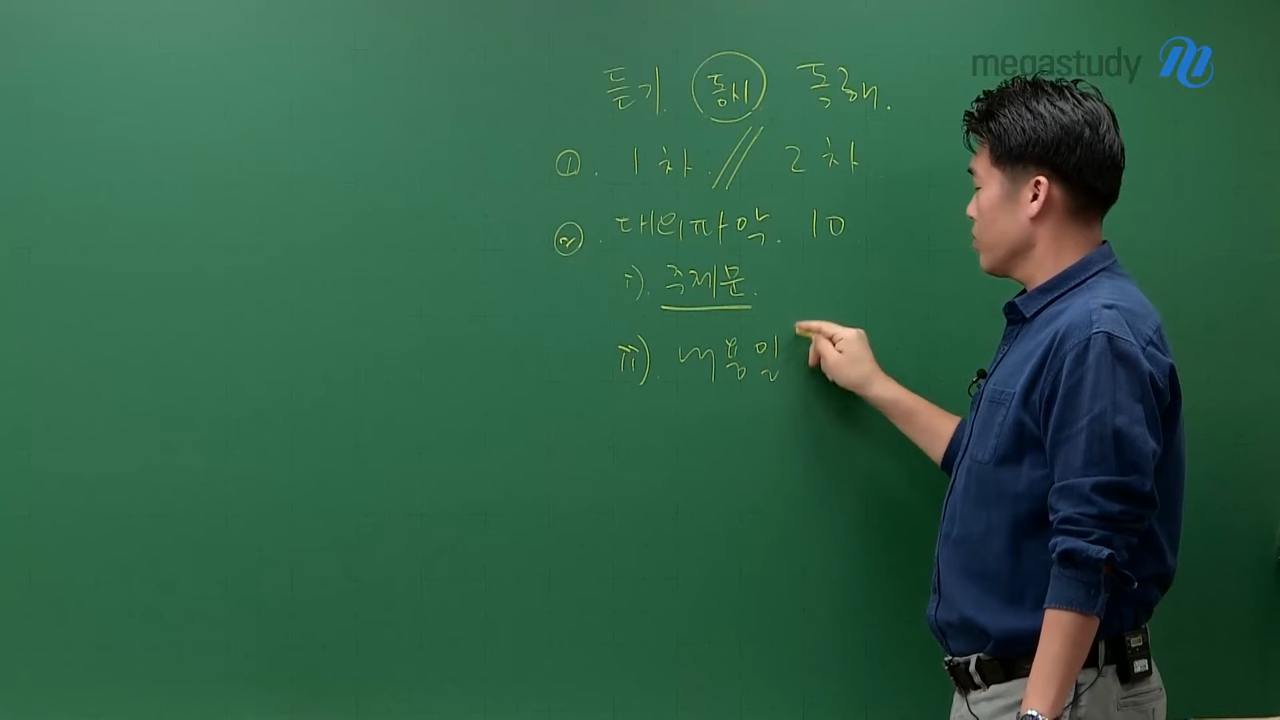 megastudy
듣기. 동시 독해.
①. 1차. // 2차
②. 대의파악. 10
i). 주제문.
ii). 내용일